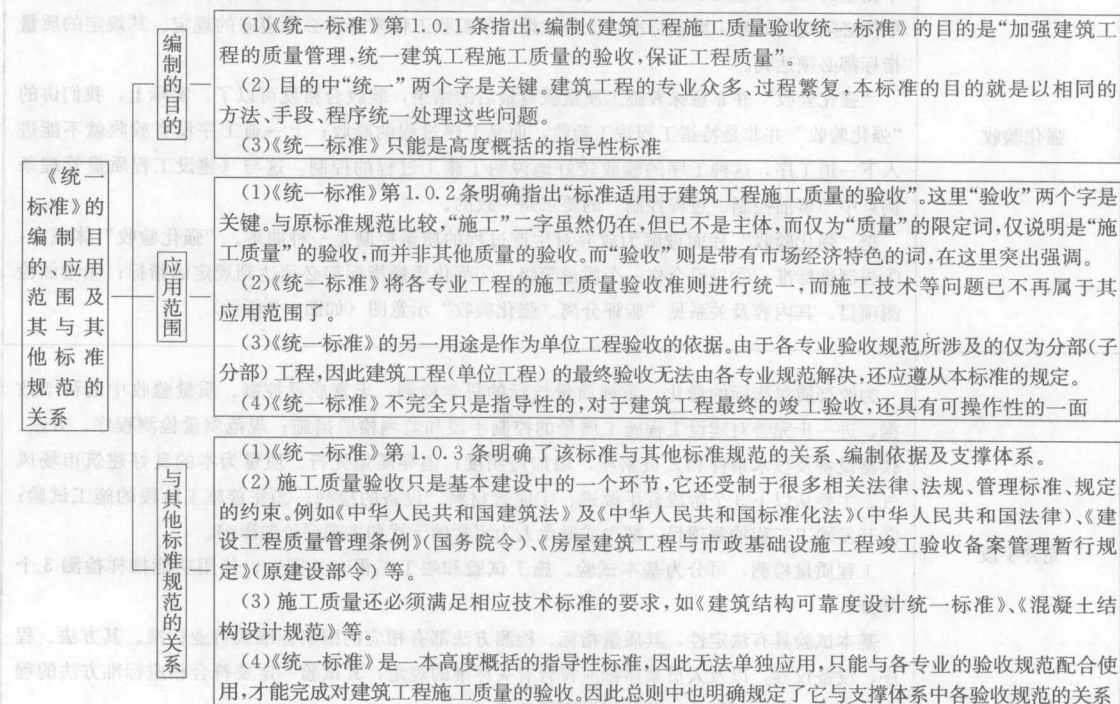 《统一
标准》的
编制目
的、应用
范围及
其与其
他标准
规范的
关系
编制的目的
(1)《统一标准》第 1.0.1 条指出,编制《建筑工程施工质量验收统一标准》的目的是“加强建筑工
程的质量管理,统一建筑工程施工质量的验收,保证工程质量”。
(2) 目的中“统一”两个字是关键。建筑工程的专业众多、过程繁复,本标准的目的就是以相同的
方法、手段、程序统一处理这些问题。
(3)《统一标准》只能是高度概括的指导性标准
应用范围
(1)《统一标准》第1.0.2条明确指出“标准适用于建筑工程施工质量的验收”。这里“验收”两个字是
关键,与原标准规范比较,“施工”二字虽然仍在,但已不是主体,而仅为“质量”的限定词,仅说明是“施
工质量”的验收,而并非其他质量的验收。而“验收”则是带有市场经济特色的词,在这里突出强调。
(2)《统一标准》将各专业工程的施工质量验收准则进行统一,而施工技术等问题已不再属于其
应用范围了。
(3)《统一标准》的另一用途是作为单位工程验收的依据。由于各专业验收规范所涉及的仅为分部(子
分部)工程,因此建筑工程(单位工程)的最终验收无法由各专业规范解决,还应遵从本标准的规定。
(4)《统一标准》不完全只是指导性的,对于建筑工程最终的竣工验收,还具有可操作性的一面
与其他标准规范的关系
(1)《统一标准》第 1.0.3 条明确了该标准与其他标准规范的关系、编制依据及支撑体系。
(2) 施工质量验收只是基本建设中的一个环节,它还受到很多相关法律、法规、管理标准、规定
的约束,例如《中华人民共和国建筑法》及《中华人民共和国标准化法》(中华人民共和国法律)、《建
设工程质量管理条例》(国务院令)、《房屋建筑工程与市政基础设施工程竣工验收备案管理暂行规
定》(原建设部令)等。
(3) 施工质量还必须满足相应技术标准的要求,如《建筑结构可靠度设计统一标准》、《混凝土结
构设计规范》等。
(4)《统一标准》是一本高度概括的指导性标准,因此无法单独应用,只能与各专业的验收规范配合使
用,才能完成对建筑工程施工质量的验收。因此总则中也明确规定了它与支撑体系中各验收规范的关系